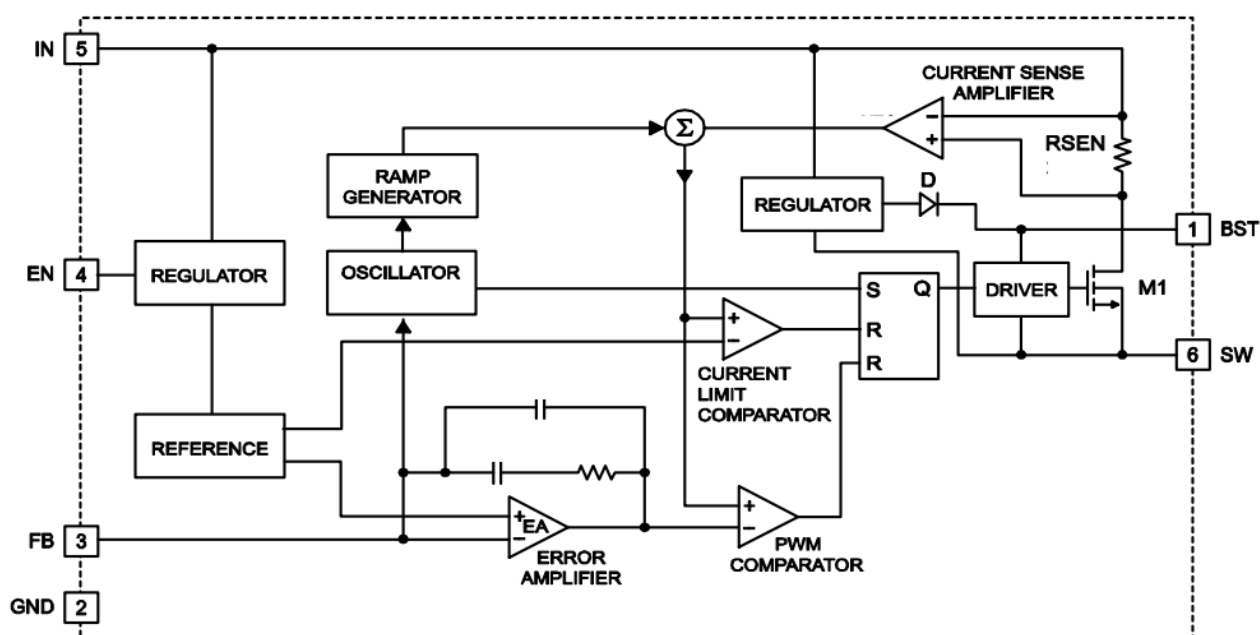 IN 5
CURRENT SENSE
AMPLIFIER
Σ
−
+
RSEN
RAMP
GENERATOR
D
REGULATOR
1 BST
EN 4
REGULATOR
OSCILLATOR
S Q
DRIVER
M1
+
−
R
6 SW
R
CURRENT
LIMIT
COMPARATOR
REFERENCE
+
EA
−
+
−
FB 3
ERROR
AMPLIFIER
PWM
COMPARATOR
GND 2